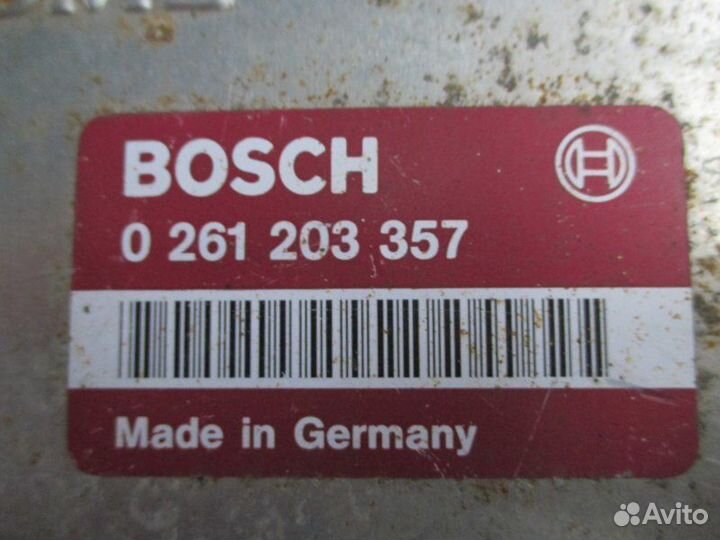 BOSCH
0 261 203 357
Made in Germany
Avito